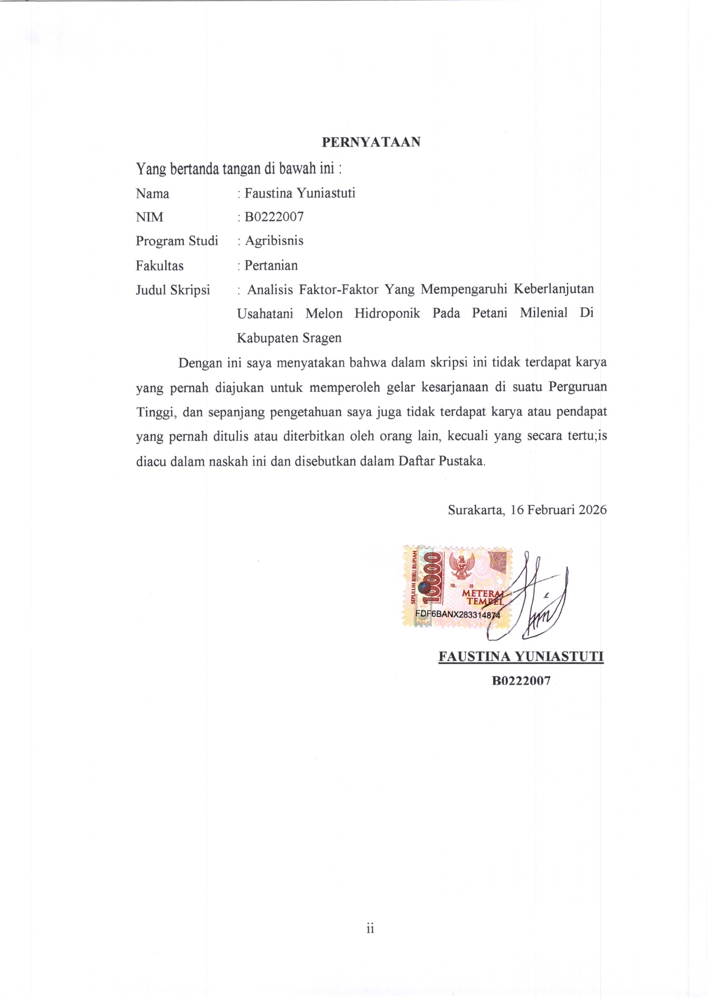 PERNYATAAN
Yang bertanda tangan di bawah ini :
Nama : Faustina Yuniastuti
NIM : B0222007
Program Studi : Agribisnis
Fakultas : Pertanian
Judul Skripsi : Analisis Faktor-Faktor Yang Mempengaruhi Keberlanjutan
Usahatani Melon Hidroponik Pada Petani Milenial Di
Kabupaten Sragen
Dengan ini saya menyatakan bahwa dalam skripsi ini tidak terdapat karya
yang pernah diajukan untuk memperoleh gelar kesarjanaan di suatu Perguruan
Tinggi, dan sepanjang pengetahuan saya juga tidak terdapat karya atau pendapat
yang pernah ditulis atau diterbitkan oleh orang lain, kecuali yang secara tertu;is
diacu dalam naskah ini dan disebutkan dalam Daftar Pustaka.
Surakarta, 16 Februari 2026
SEPULUH RIBU RUPIAH
10000
TGL. 20
METERAI
TEMPEL
FDF6BANX283314874
FAUSTINA YUNIASTUTI
B0222007
ii